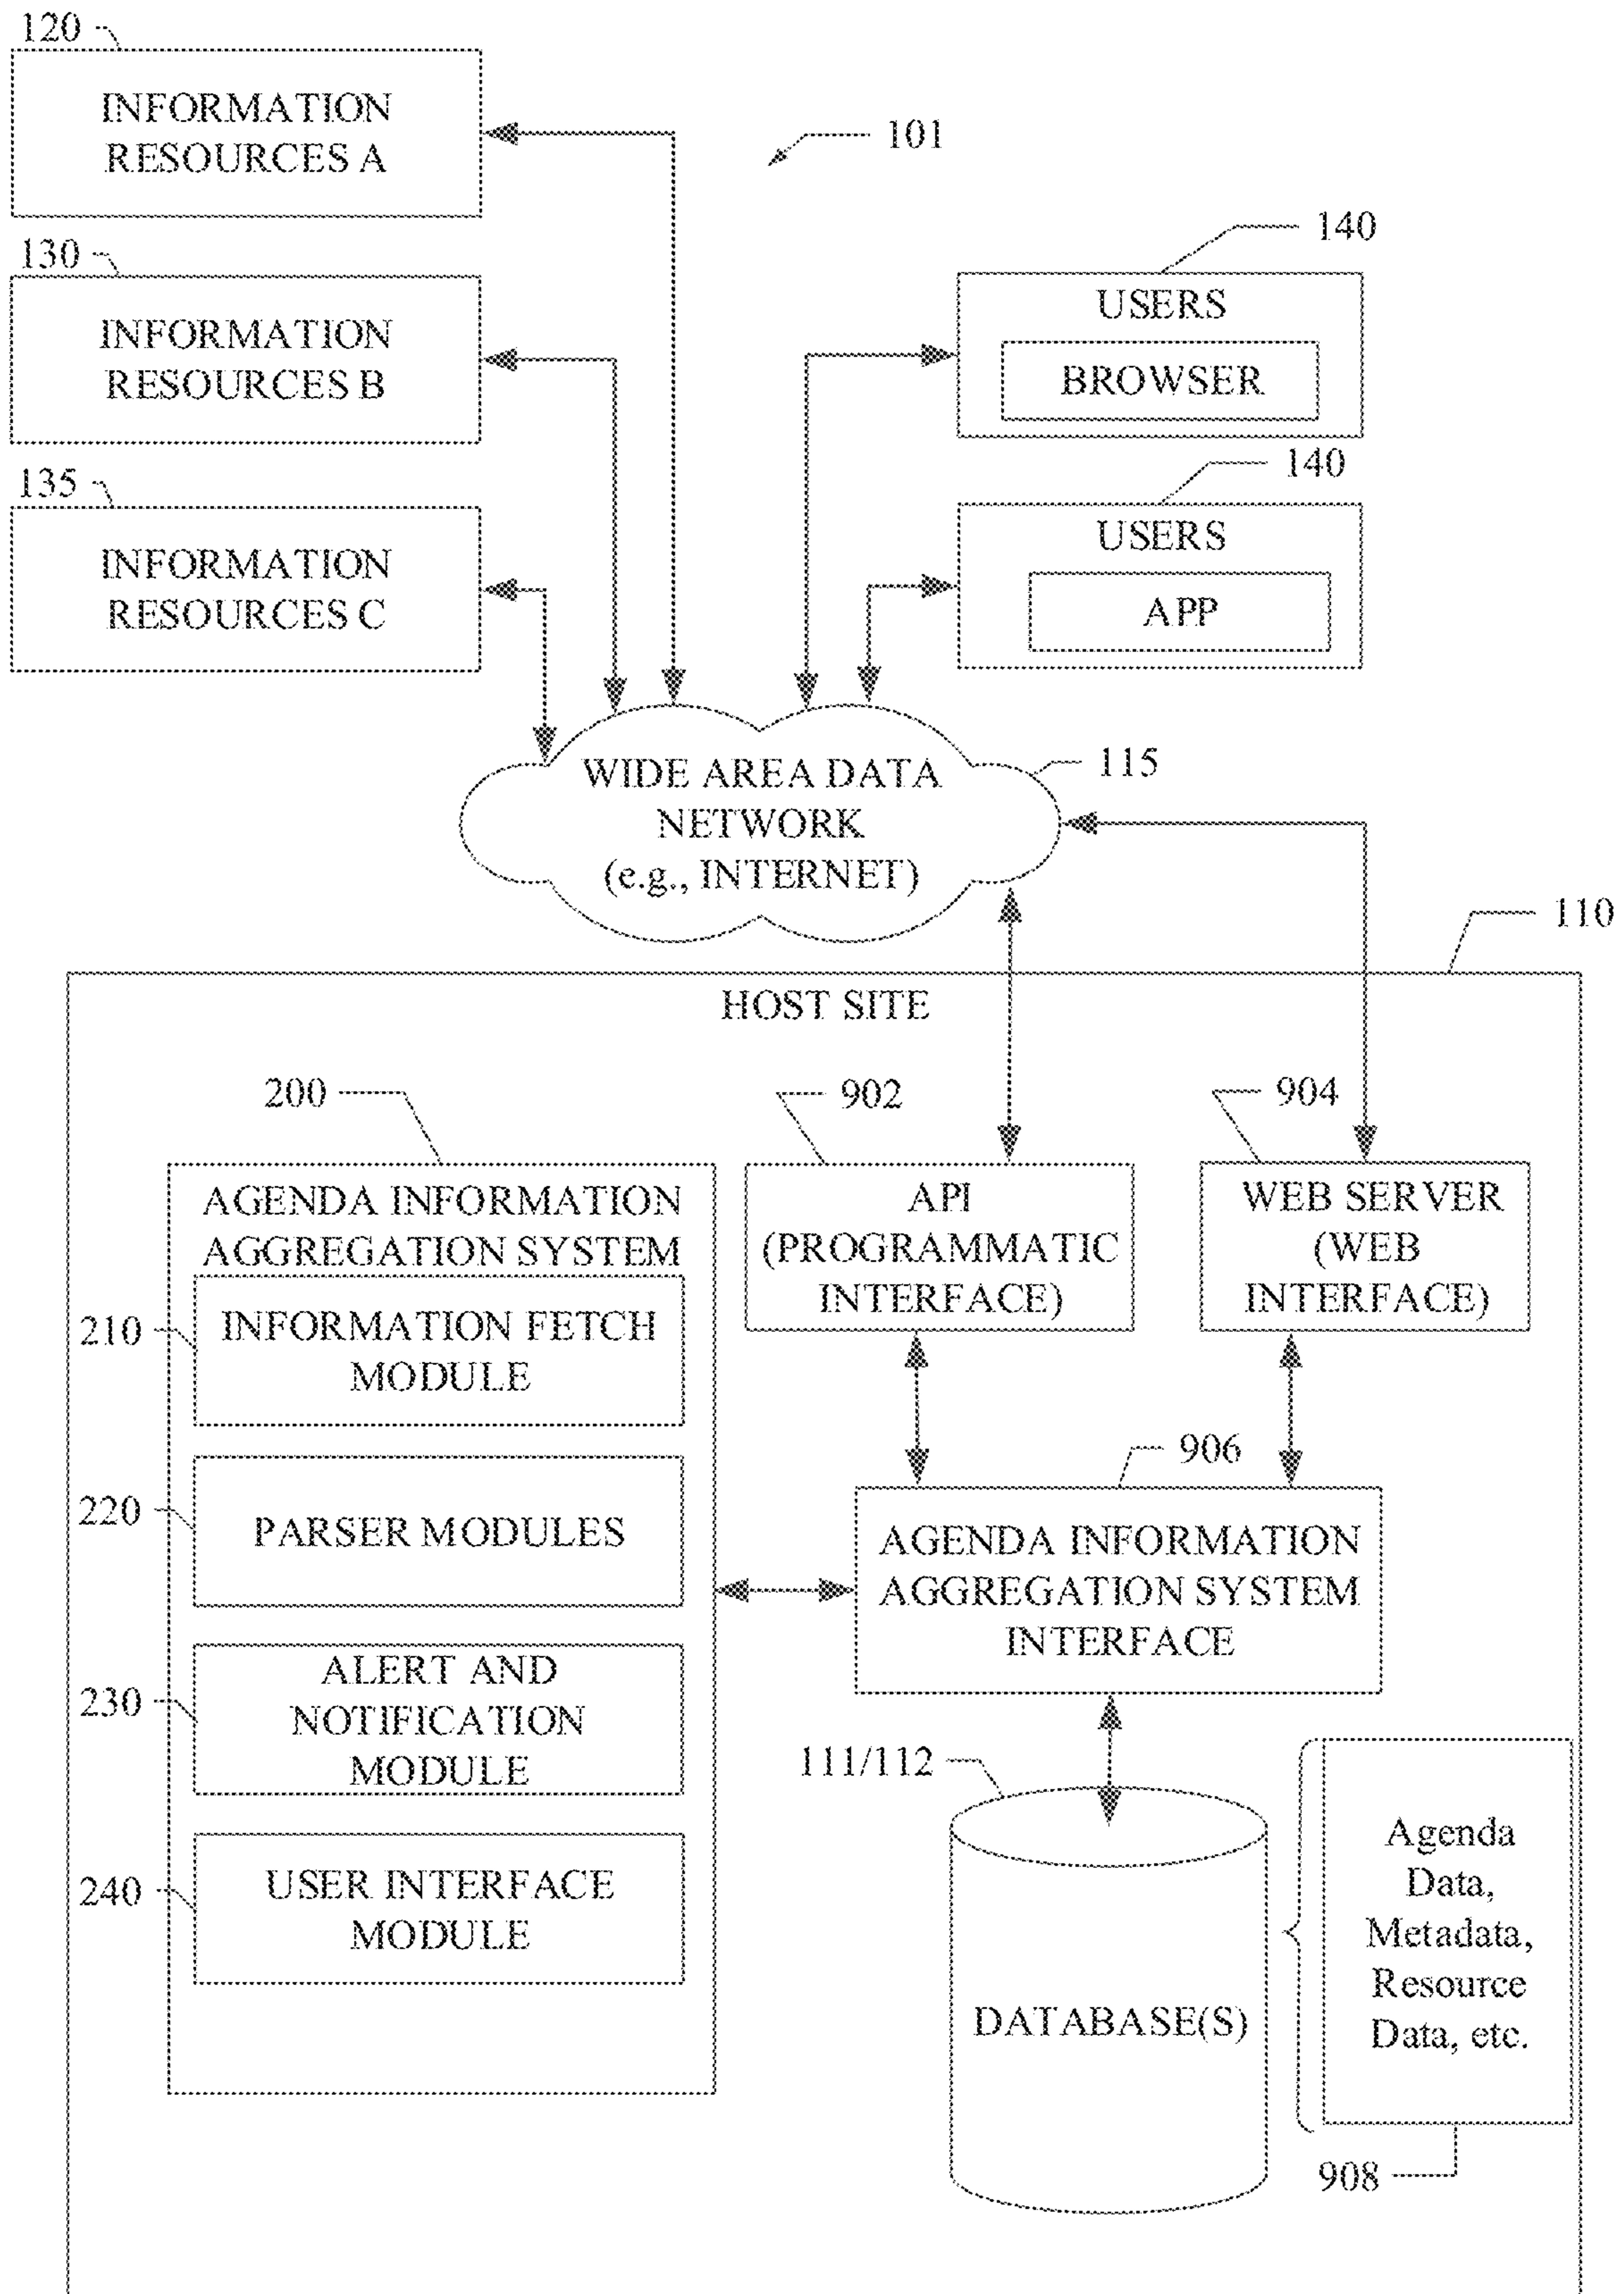 120
INFORMATION
RESOURCES A
101
130
INFORMATION
RESOURCES B
140
USERS
BROWSER
135
INFORMATION
RESOURCES C
140
USERS
APP
WIDE AREA DATA
NETWORK
(e.g., INTERNET)
115
110
HOST SITE
200
AGENDA INFORMATION
AGGREGATION SYSTEM
210
INFORMATION FETCH
MODULE
220
PARSER MODULES
230
ALERT AND
NOTIFICATION
MODULE
240
USER INTERFACE
MODULE
902
API
(PROGRAMMATIC
INTERFACE)
904
WEB SERVER
(WEB
INTERFACE)
906
AGENDA INFORMATION
AGGREGATION SYSTEM
INTERFACE
111/112
DATABASE(S)
Agenda
Data,
Metadata,
Resource
Data, etc.
908